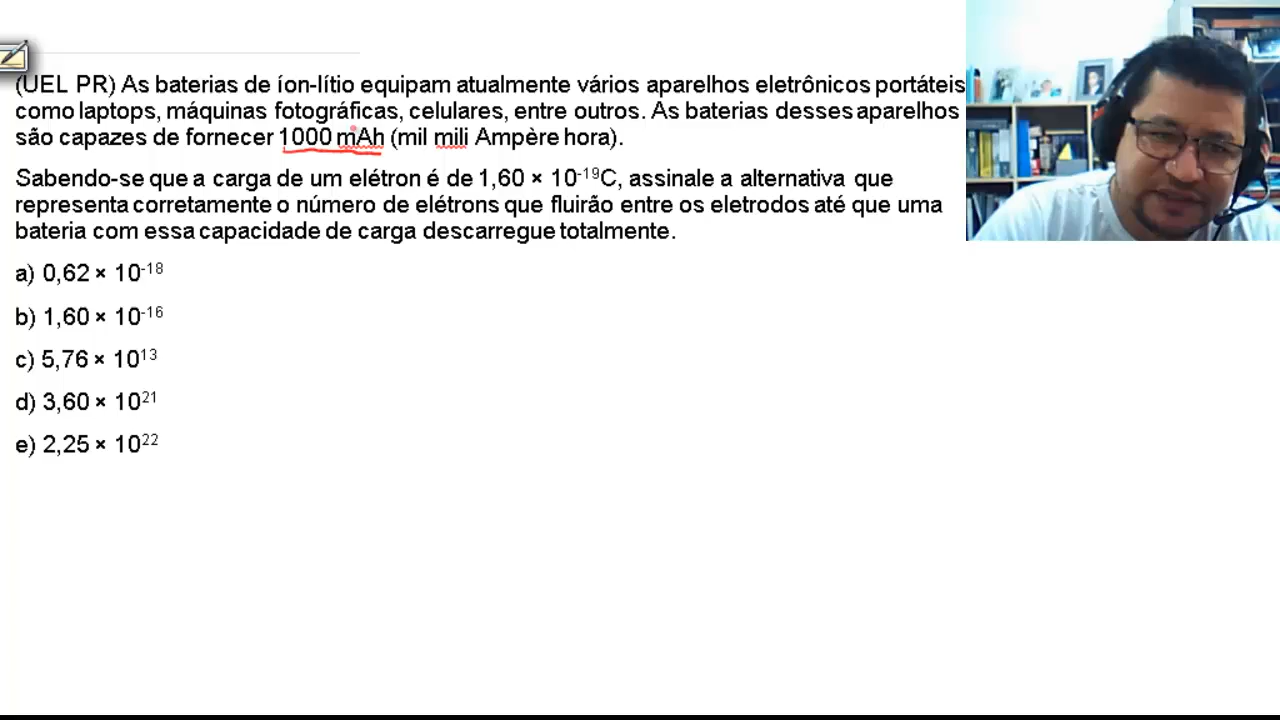 (UEL PR) As baterias de íon-lítio equipam atualmente vários aparelhos eletrônicos portáteis
como laptops, máquinas fotográficas, celulares, entre outros. As baterias desses aparelhos
são capazes de fornecer 1000 mAh (mil mili Ampère hora).
Sabendo-se que a carga de um elétron é de 1,60 × 10⁻¹⁹C, assinale a alternativa que
representa corretamente o número de elétrons que fluirão entre os eletrodos até que uma
bateria com essa capacidade de carga descarregue totalmente.
a) 0,62 × 10⁻¹⁸
b) 1,60 × 10⁻¹⁶
c) 5,76 × 10¹³
d) 3,60 × 10²¹
e) 2,25 × 10²²